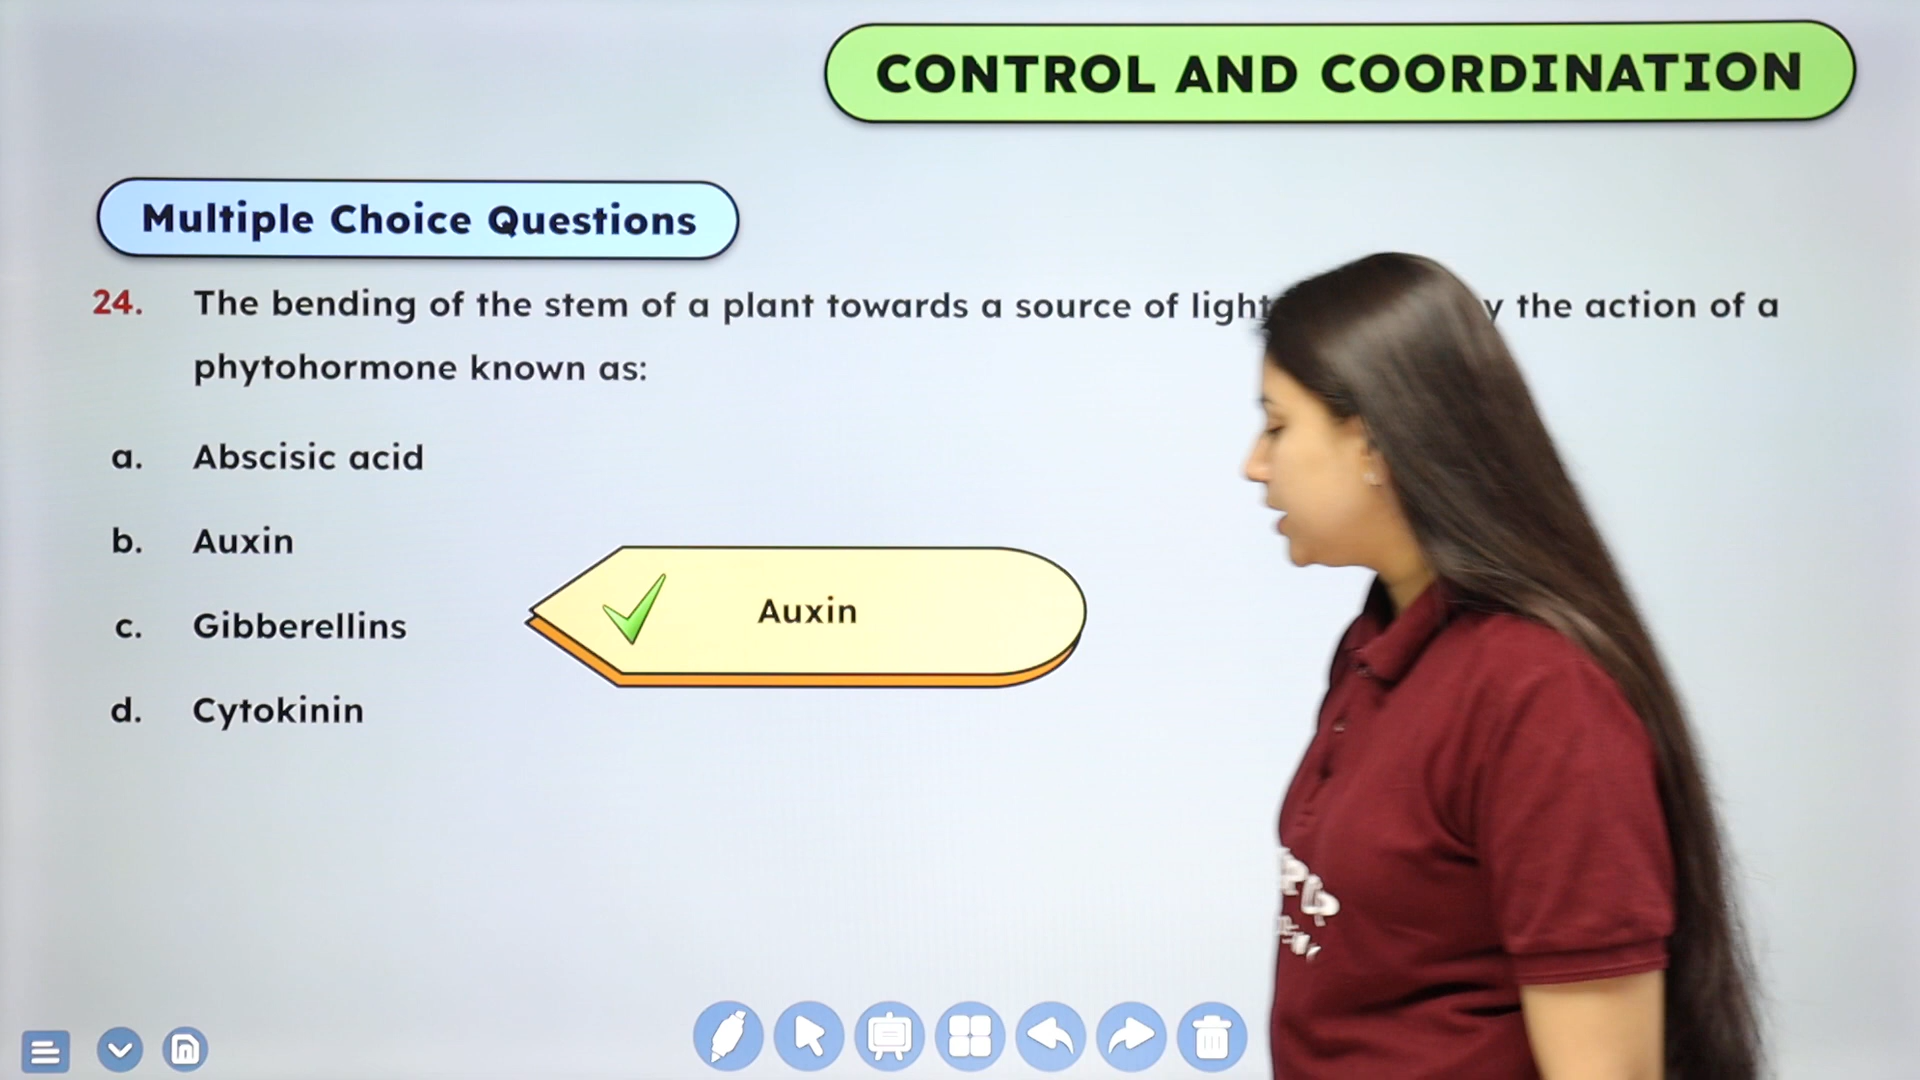 CONTROL AND COORDINATION
Multiple Choice Questions
24. The bending of the stem of a plant towards a source of light the action of a
phytohormone known as:
a. Abscisic acid
b. Auxin
Auxin
c. Gibberellins
d. Cytokinin